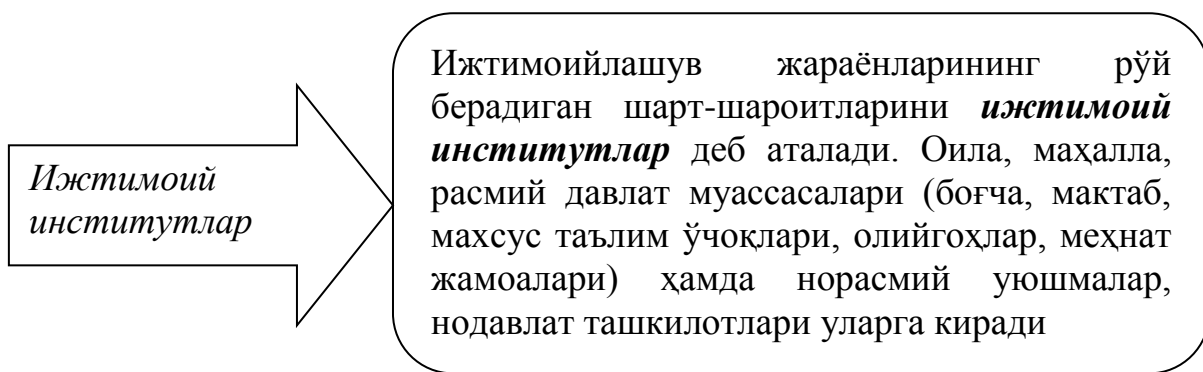 Ижтимоий
институтлар
Ижтимоийлашув жараёнларининг рўй
берадиган шарт-шароитларини ижтимоий
институтлар деб аталади. Оила, маҳалла,
расмий давлат муассасалари (боғча, мактаб,
махсус таълим ўчоқлари, олийгоҳлар, меҳнат
жамоалари) ҳамда норасмий уюшмалар,
нодавлат ташкилотлари уларга киради